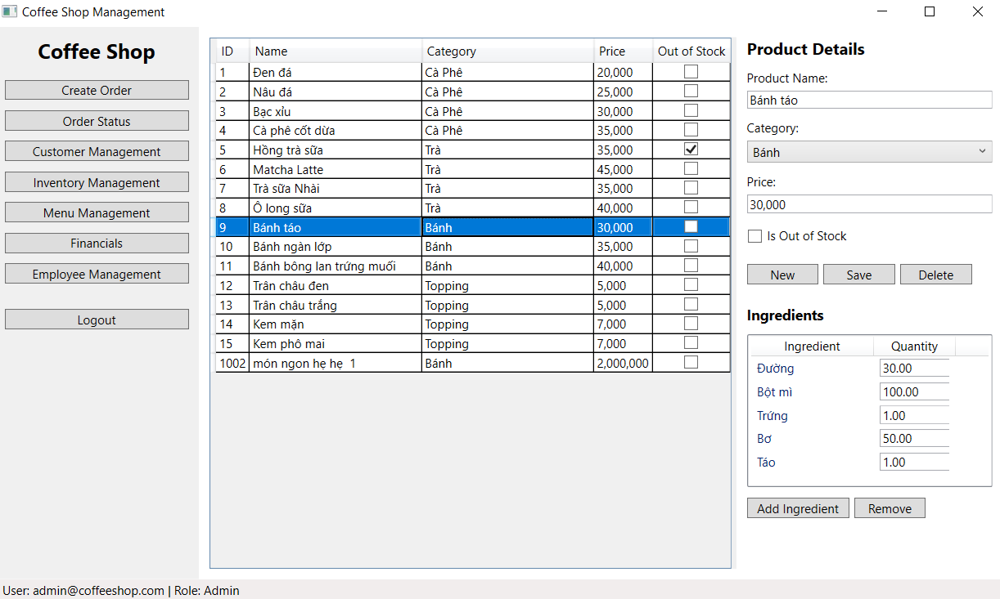 Coffee Shop Management
Coffee Shop
Create Order
Order Status
Customer Management
Inventory Management
Menu Management
Financials
Employee Management
Logout
ID Name Category Price Out of Stock
1 Đen đá Cà Phê 20,000
2 Nâu đá Cà Phê 25,000
3 Bạc xỉu Cà Phê 30,000
4 Cà phê cốt dừa Cà Phê 35,000
5 Hồng trà sữa Trà 35,000
6 Matcha Latte Trà 45,000
7 Trà sữa Nhài Trà 35,000
8 Ô long sữa Trà 40,000
9 Bánh táo Bánh 30,000
10 Bánh ngàn lớp Bánh 35,000
11 Bánh bông lan trứng muối Bánh 40,000
12 Trân châu đen Topping 5,000
13 Trân châu trắng Topping 5,000
14 Kem mặn Topping 7,000
15 Kem phô mai Topping 7,000
1002 món ngon hẹ hẹ 1 Bánh 2,000,000
Product Details
Product Name:
Bánh táo
Category:
Bánh
Price:
30,000
Is Out of Stock
New Save Delete
Ingredients
Ingredient Quantity
Đường 30.00
Bột mì 100.00
Trứng 1.00
Bơ 50.00
Táo 1.00
Add Ingredient Remove
User: admin@coffeeshop.com | Role: Admin